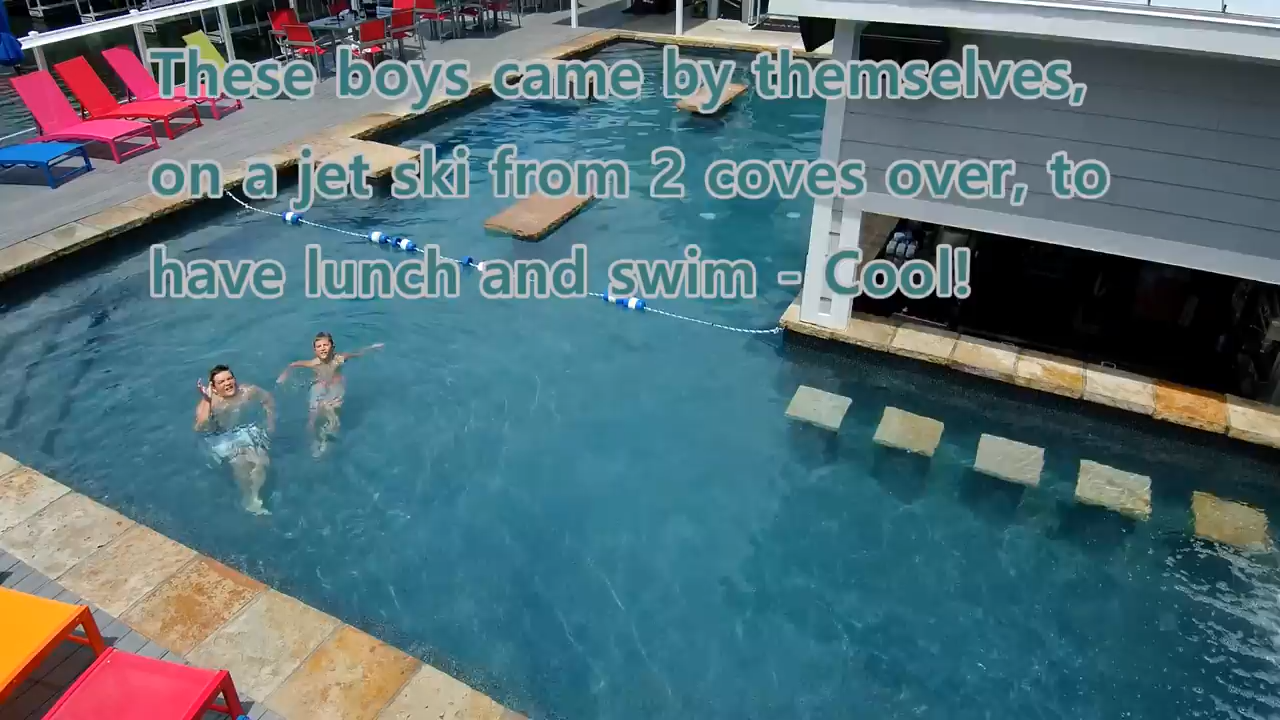 These boys came by themselves,
on a jet ski from 2 coves over, to
have lunch and swim - Cool!